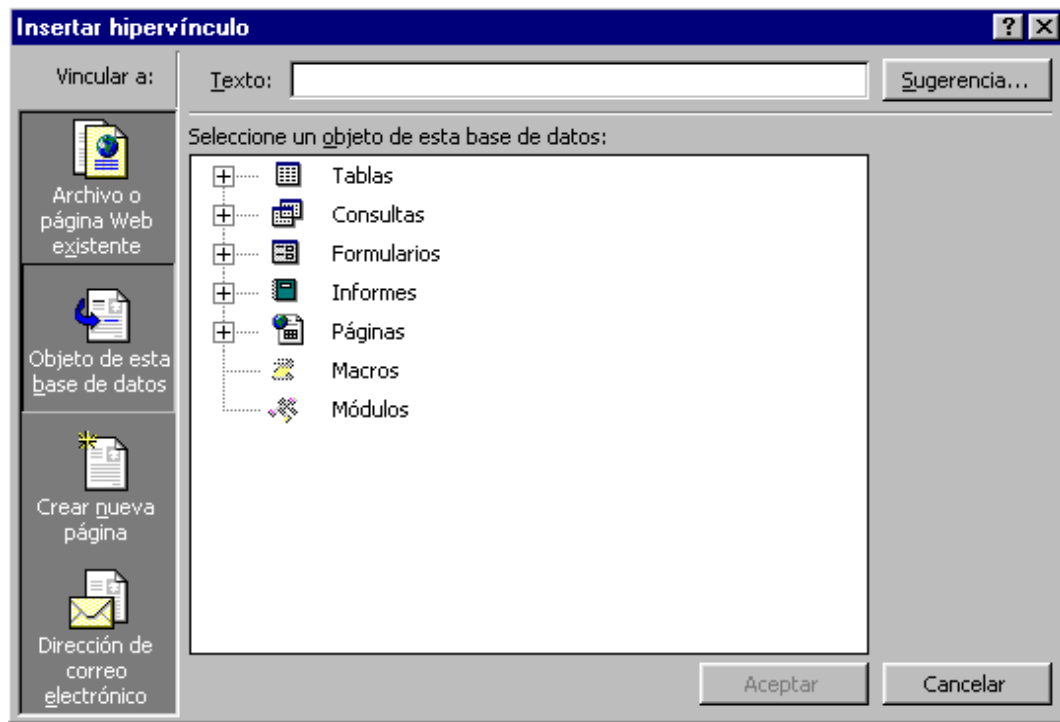 Insertar hipervínculo
Vincular a:
Texto:
Sugerencia...
Seleccione un objeto de esta base de datos:
Archivo o
página Web
existente
Objeto de esta
base de datos
Crear nueva
página
Dirección de
correo
electrónico
Tablas
Consultas
Formularios
Informes
Páginas
Macros
Módulos
Aceptar
Cancelar